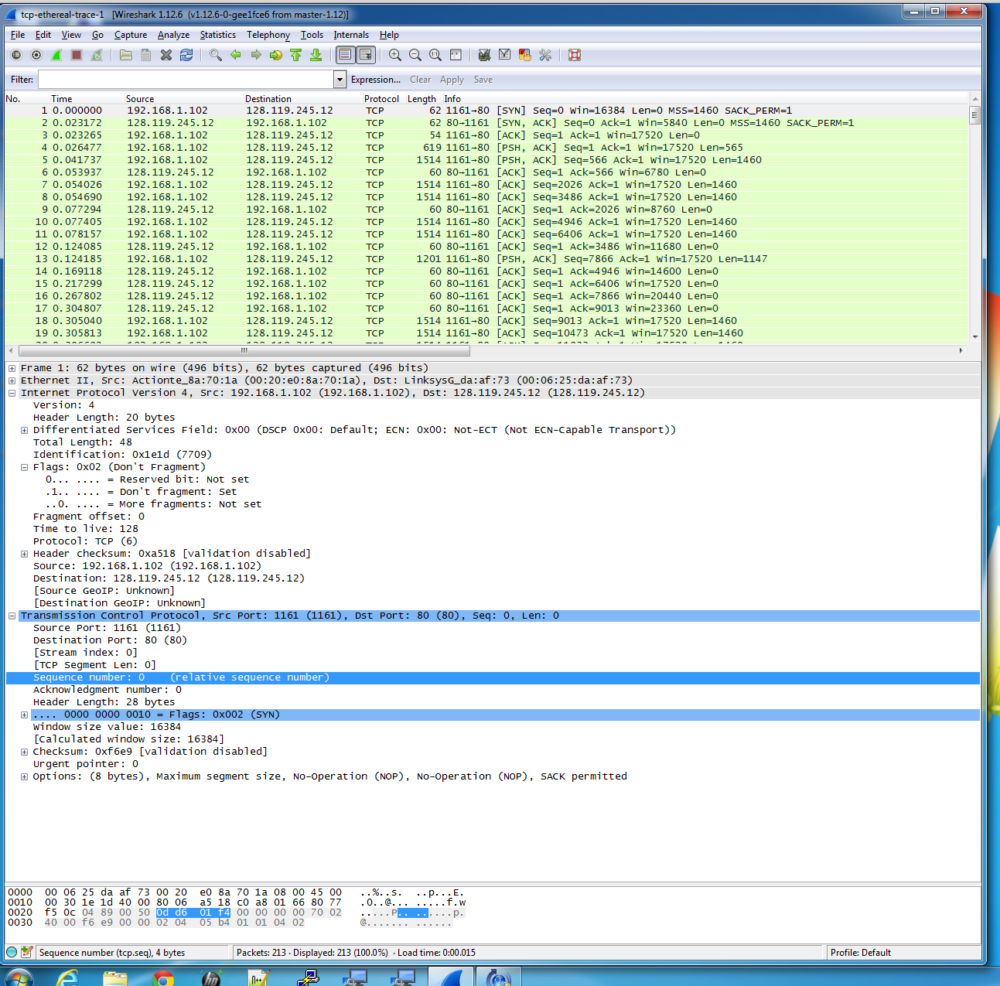 tcp-ethereal-trace-1 [Wireshark 1.12.6 (v1.12.6-0-gee1fce6 from master-1.12)]
File Edit View Go Capture Analyze Statistics Telephony Tools Internals Help
Filter: Expression... Clear Apply Save
No. Time Source Destination Protocol Length Info
1 0.000000 192.168.1.102 128.119.245.12 TCP 62 1161→80 [SYN] Seq=0 Win=16384 Len=0 MSS=1460 SACK_PERM=1
2 0.023172 128.119.245.12 192.168.1.102 TCP 62 80→1161 [SYN, ACK] Seq=0 Ack=1 Win=5840 Len=0 MSS=1460 SACK_PERM=1
3 0.023265 192.168.1.102 128.119.245.12 TCP 54 1161→80 [ACK] Seq=1 Ack=1 Win=17520 Len=0
4 0.026477 192.168.1.102 128.119.245.12 TCP 619 1161→80 [PSH, ACK] Seq=1 Ack=1 Win=17520 Len=565
5 0.041737 192.168.1.102 128.119.245.12 TCP 1514 1161→80 [PSH, ACK] Seq=566 Ack=1 Win=17520 Len=1460
6 0.053937 128.119.245.12 192.168.1.102 TCP 60 80→1161 [ACK] Seq=1 Ack=566 Win=6780 Len=0
7 0.054026 192.168.1.102 128.119.245.12 TCP 1514 1161→80 [ACK] Seq=2026 Ack=1 Win=17520 Len=1460
8 0.054690 192.168.1.102 128.119.245.12 TCP 1514 1161→80 [ACK] Seq=3486 Ack=1 Win=17520 Len=1460
9 0.077294 128.119.245.12 192.168.1.102 TCP 60 80→1161 [ACK] Seq=1 Ack=2026 Win=8760 Len=0
10 0.077405 192.168.1.102 128.119.245.12 TCP 1514 1161→80 [ACK] Seq=4946 Ack=1 Win=17520 Len=1460
11 0.078157 192.168.1.102 128.119.245.12 TCP 1514 1161→80 [ACK] Seq=6406 Ack=1 Win=17520 Len=1460
12 0.124085 128.119.245.12 192.168.1.102 TCP 60 80→1161 [ACK] Seq=1 Ack=3486 Win=11680 Len=0
13 0.124185 192.168.1.102 128.119.245.12 TCP 1201 1161→80 [PSH, ACK] Seq=7866 Ack=1 Win=17520 Len=1147
14 0.169118 128.119.245.12 192.168.1.102 TCP 60 80→1161 [ACK] Seq=1 Ack=4946 Win=14600 Len=0
15 0.217299 128.119.245.12 192.168.1.102 TCP 60 80→1161 [ACK] Seq=1 Ack=6406 Win=17520 Len=0
16 0.267802 128.119.245.12 192.168.1.102 TCP 60 80→1161 [ACK] Seq=1 Ack=7866 Win=20440 Len=0
17 0.304807 128.119.245.12 192.168.1.102 TCP 60 80→1161 [ACK] Seq=1 Ack=9013 Win=23360 Len=0
18 0.305040 192.168.1.102 128.119.245.12 TCP 1514 1161→80 [ACK] Seq=9013 Ack=1 Win=17520 Len=1460
19 0.305813 192.168.1.102 128.119.245.12 TCP 1514 1161→80 [ACK] Seq=10473 Ack=1 Win=17520 Len=1460
Frame 1: 62 bytes on wire (496 bits), 62 bytes captured (496 bits)
Ethernet II, Src: Actionte_8a:70:1a (00:20:e0:8a:70:1a), Dst: LinksysG_da:af:73 (00:06:25:da:af:73)
Internet Protocol Version 4, Src: 192.168.1.102 (192.168.1.102), Dst: 128.119.245.12 (128.119.245.12)
Version: 4
Header Length: 20 bytes
Differentiated Services Field: 0x00 (DSCP 0x00: Default; ECN: 0x00: Not-ECT (Not ECN-Capable Transport))
Total Length: 48
Identification: 0x1e1d (7709)
Flags: 0x02 (Don't Fragment)
0... .... = Reserved bit: Not set
.1.. .... = Don't fragment: Set
..0. .... = More fragments: Not set
Fragment offset: 0
Time to live: 128
Protocol: TCP (6)
Header checksum: 0xa518 [validation disabled]
Source: 192.168.1.102 (192.168.1.102)
Destination: 128.119.245.12 (128.119.245.12)
[Source GeoIP: Unknown]
[Destination GeoIP: Unknown]
Transmission Control Protocol, Src Port: 1161 (1161), Dst Port: 80 (80), Seq: 0, Len: 0
Source Port: 1161 (1161)
Destination Port: 80 (80)
[Stream index: 0]
[TCP Segment Len: 0]
Sequence number: 0 (relative sequence number)
Acknowledgment number: 0
Header Length: 28 bytes
.... 0000 0000 0010 = Flags: 0x002 (SYN)
Window size value: 16384
[Calculated window size: 16384]
Checksum: 0xf6e9 [validation disabled]
Urgent pointer: 0
Options: (8 bytes), Maximum segment size, No-Operation (NOP), No-Operation (NOP), SACK permitted
0000 00 06 25 da af 73 00 20 e0 8a 70 1a 08 00 45 00 ..%..s. ..p...E.
0010 00 30 1e 1d 40 00 80 06 a5 18 c0 a8 01 66 80 77 .0..@... .....f.w
0020 f5 0c 04 89 00 50 0d d6 01 f4 00 00 00 00 70 02 .....P.. ......p.
0030 40 00 f6 e9 00 00 02 04 05 b4 01 01 04 02 @....... ......
Sequence number (tcp.seq), 4 bytes Packets: 213 · Displayed: 213 (100.0%) · Load time: 0:00.015 Profile: Default